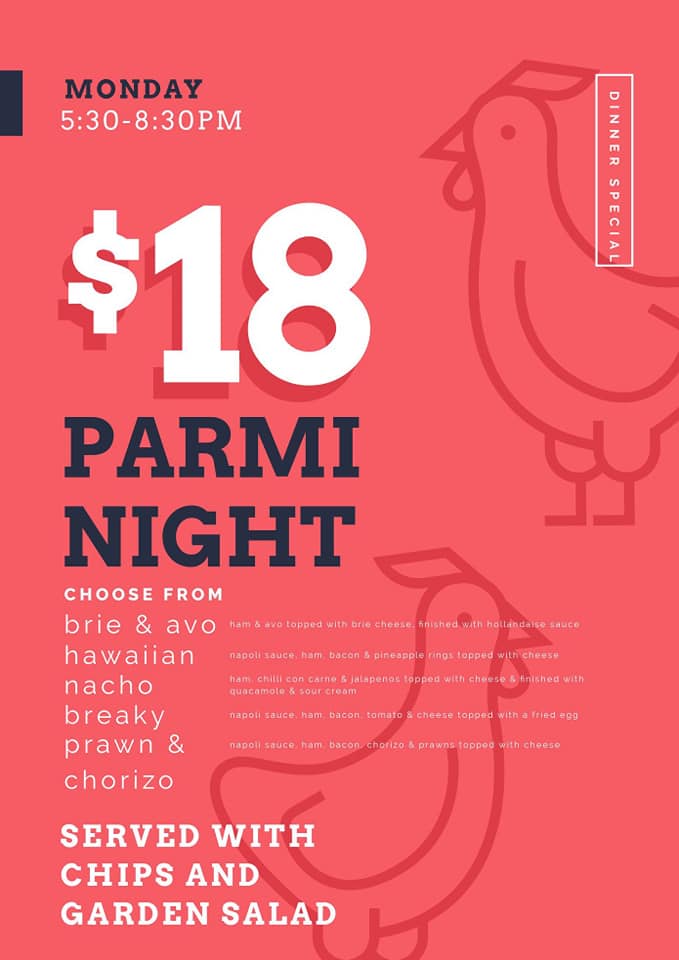 MONDAY
5:30-8:30PM
DINNER SPECIAL
$18
PARMI
NIGHT
CHOOSE FROM
brie & avo ham & avo topped with brie cheese, finished with hollandaise sauce
hawaiian napoli sauce, ham, bacon & pineapple rings topped with cheese
nacho ham, chilli con carne & jalapenos topped with cheese & finished with
quacamole & sour cream
breaky napoli sauce, ham, bacon, tomato & cheese topped with a fried egg
prawn & napoli sauce, ham, bacon, chorizo & prawns topped with cheese
chorizo
SERVED WITH
CHIPS AND
GARDEN SALAD